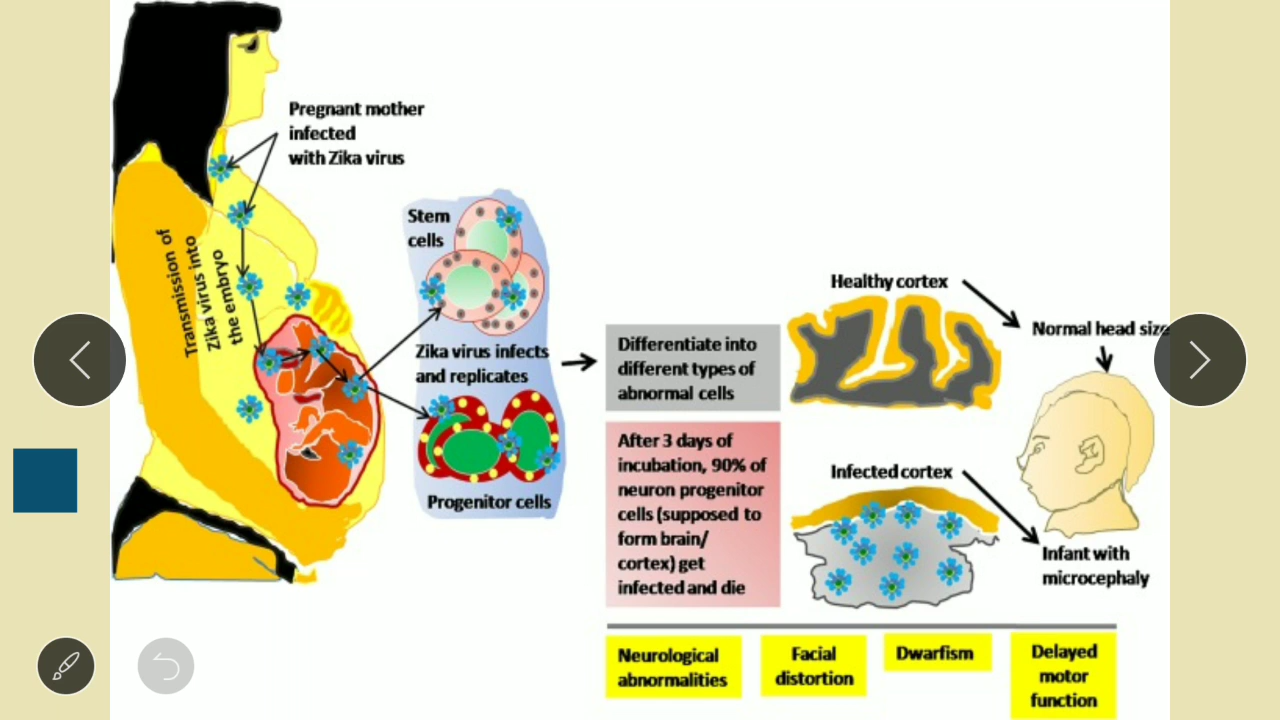 Pregnant mother
infected
with Zika virus
Transmission of
Zika virus into
the embryo
Stem
cells
Zika virus infects
and replicates
Progenitor cells
Differentiate into
different types of
abnormal cells
After 3 days of
incubation, 90% of
neuron progenitor
cells (supposed to
form brain/
cortex) get
infected and die
Healthy cortex
Normal head size
Infected cortex
Infant with
microcephaly
Neurological
abnormalities
Facial
distortion
Dwarfism
Delayed
motor
function